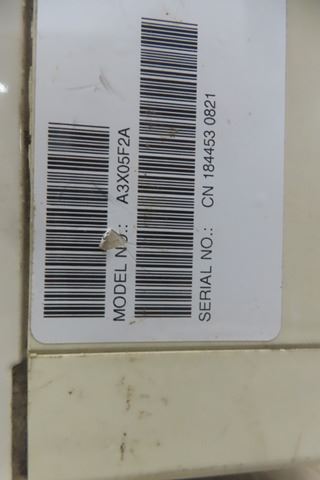 MODEL NO.: A3X05F2A
SERIAL NO.: CN 184453 0821